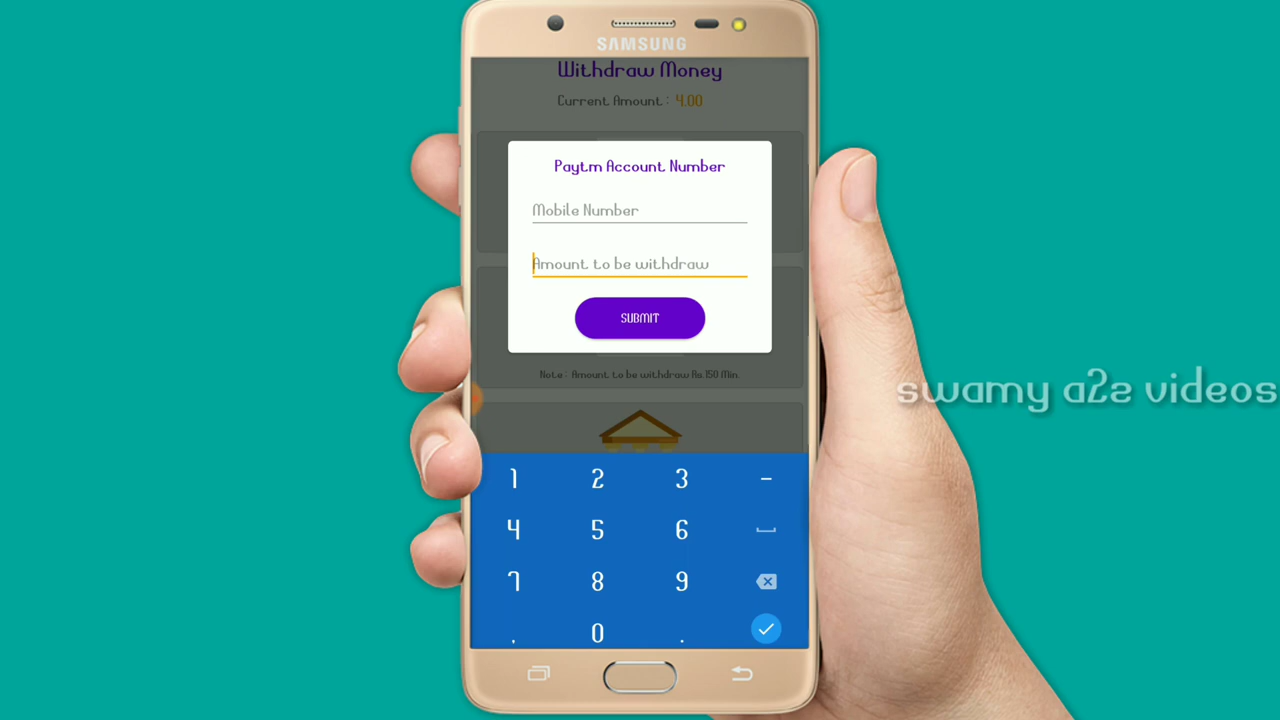 SAMSUNG
Withdraw Money
Current Amount : 4.00
Paytm Account Number
Mobile Number
Amount to be withdraw
SUBMIT
Note : Amount to be withdraw Rs.150 Min.
swamy a2z videos
1 2 3 -
4 5 6
7 8 9
, 0 .